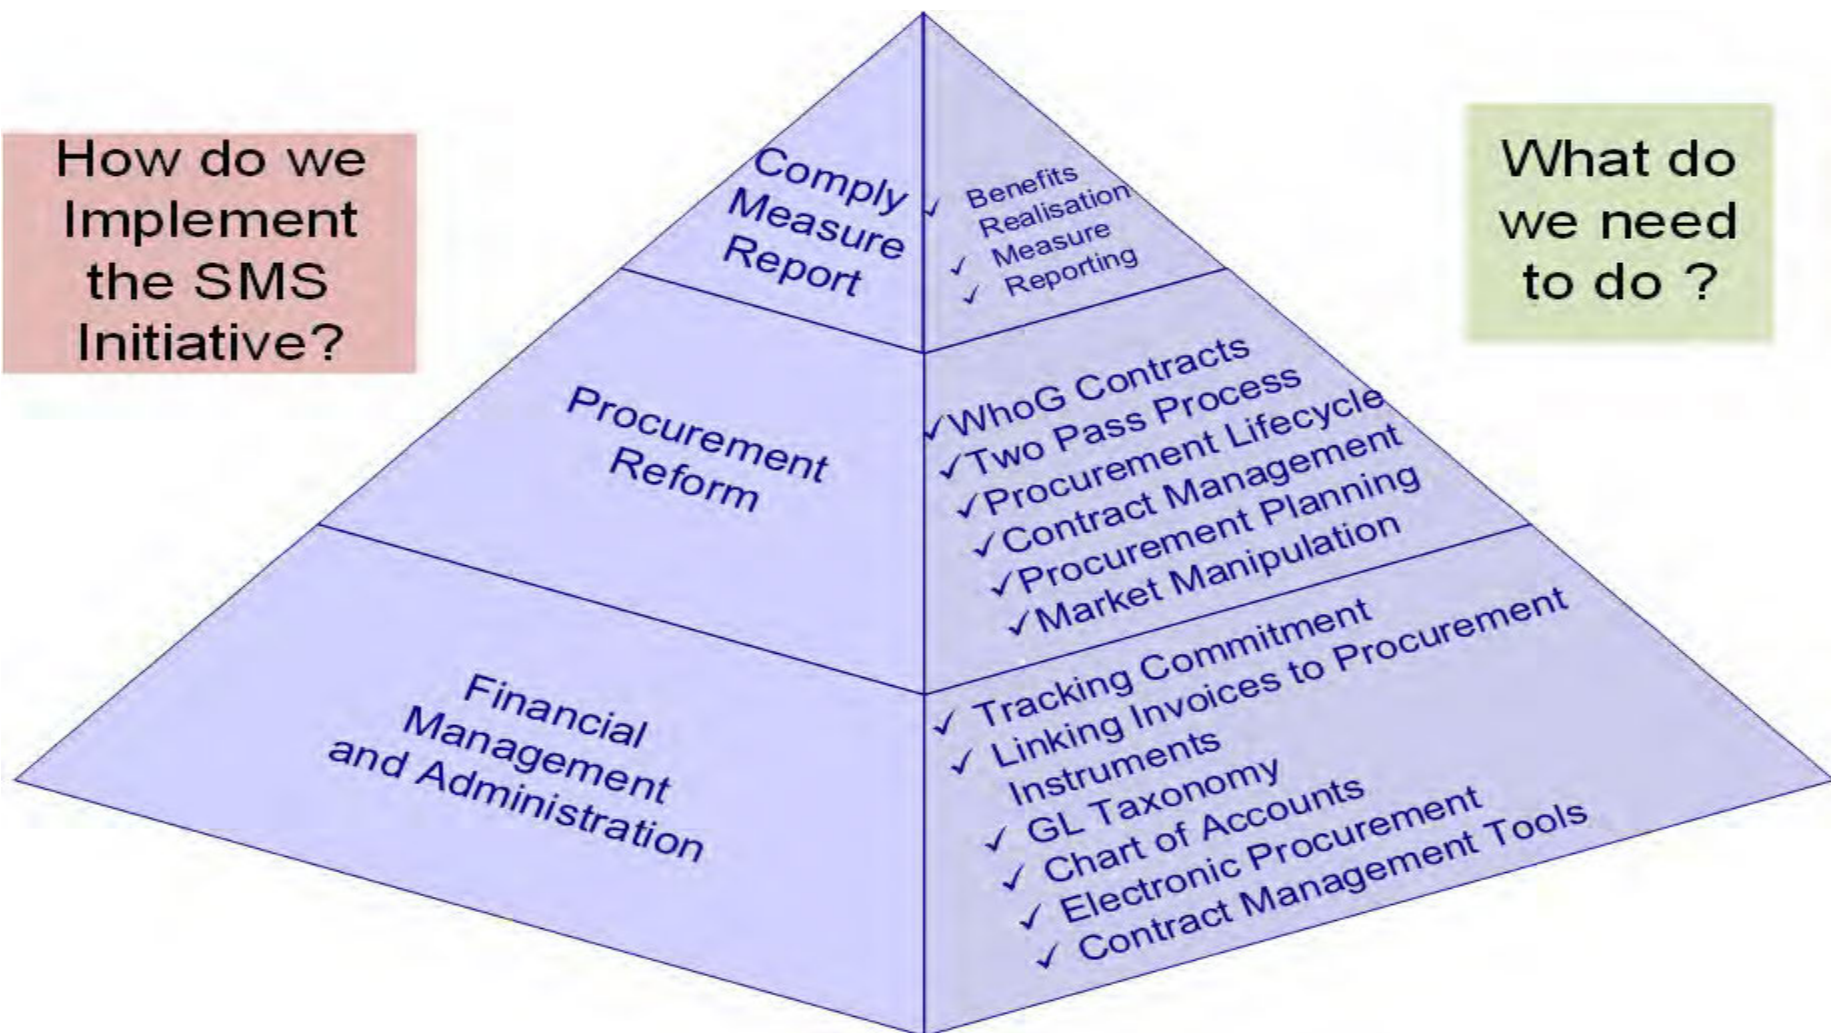 How do we
Implement
the SMS
Initiative?
Comply
Measure
Report
✓ Benefits
Realisation
✓ Measure
✓ Reporting
What do
we need
to do ?
Procurement
Reform
✓WhoG Contracts
✓Two Pass Process
✓Procurement Lifecycle
✓Contract Management
✓Procurement Planning
✓Market Manipulation
Financial
Management
and Administration
✓ Tracking Commitment
✓ Linking Invoices to Procurement
Instruments
✓ GL Taxonomy
✓ Chart of Accounts
✓ Electronic Procurement
✓ Contract Management Tools